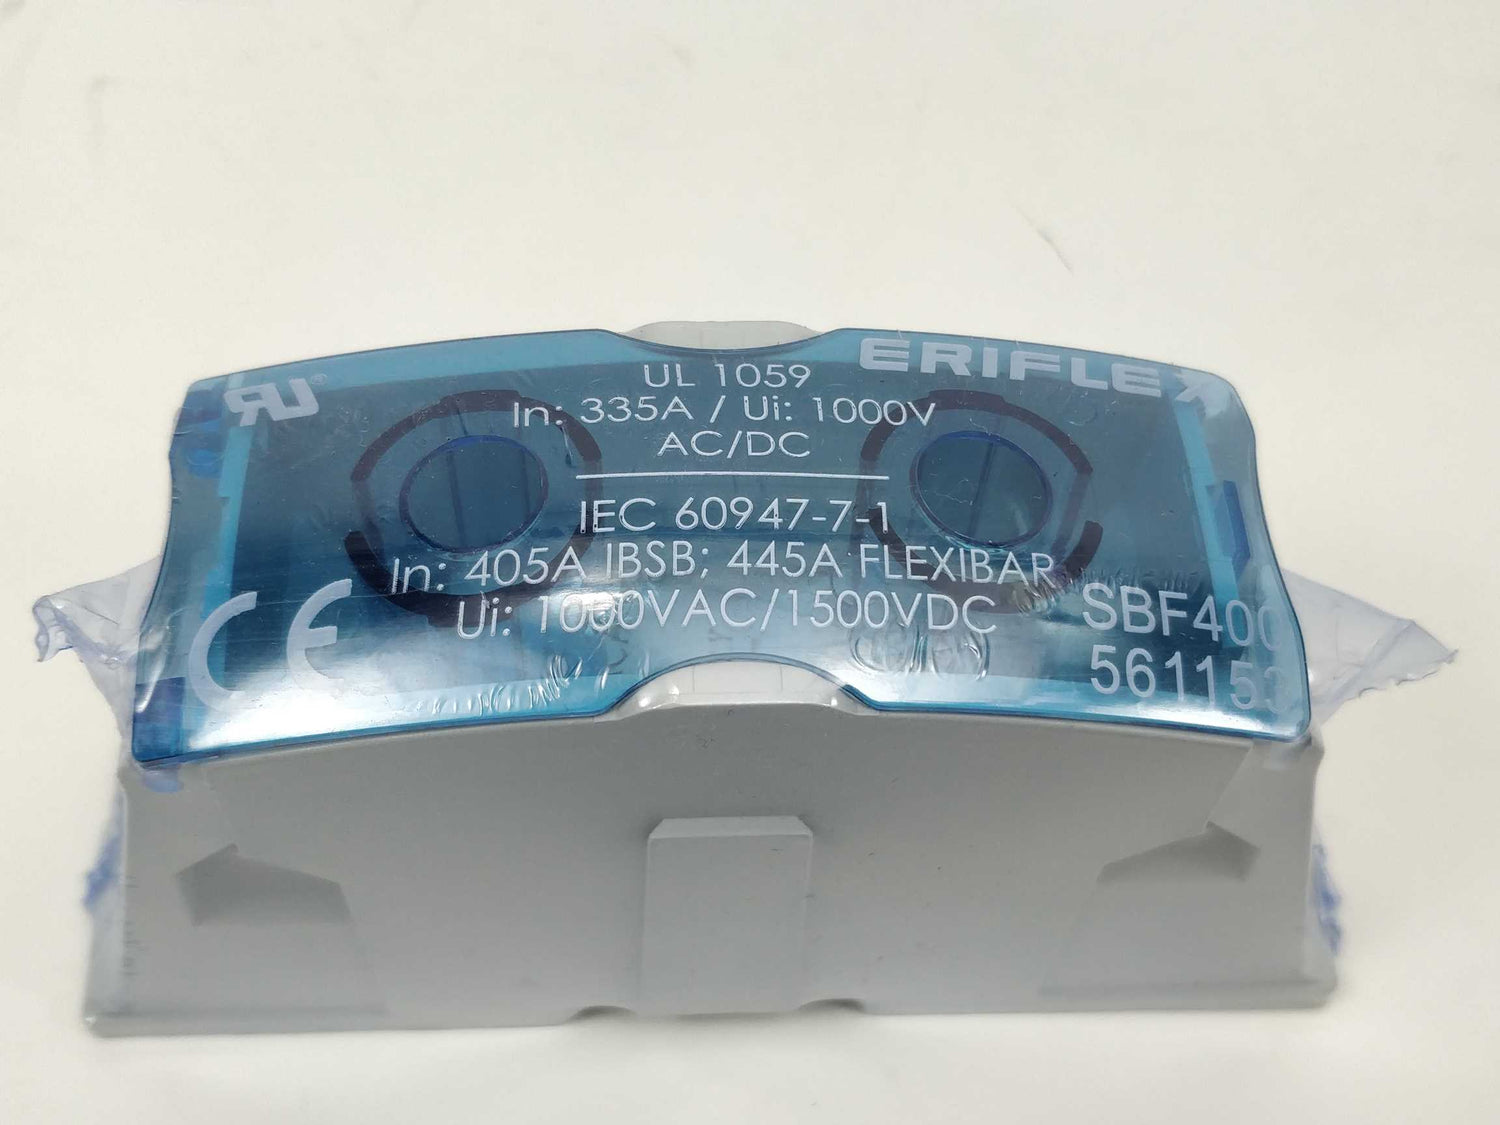 ERIFLEX
UL 1059
In: 335A / Ui: 1000V
AC/DC
IEC 60947-7-1
In: 405A IBSB; 445A FLEXIBAR
Ui: 1000VAC/1500VDC
CE
SBF400
561153